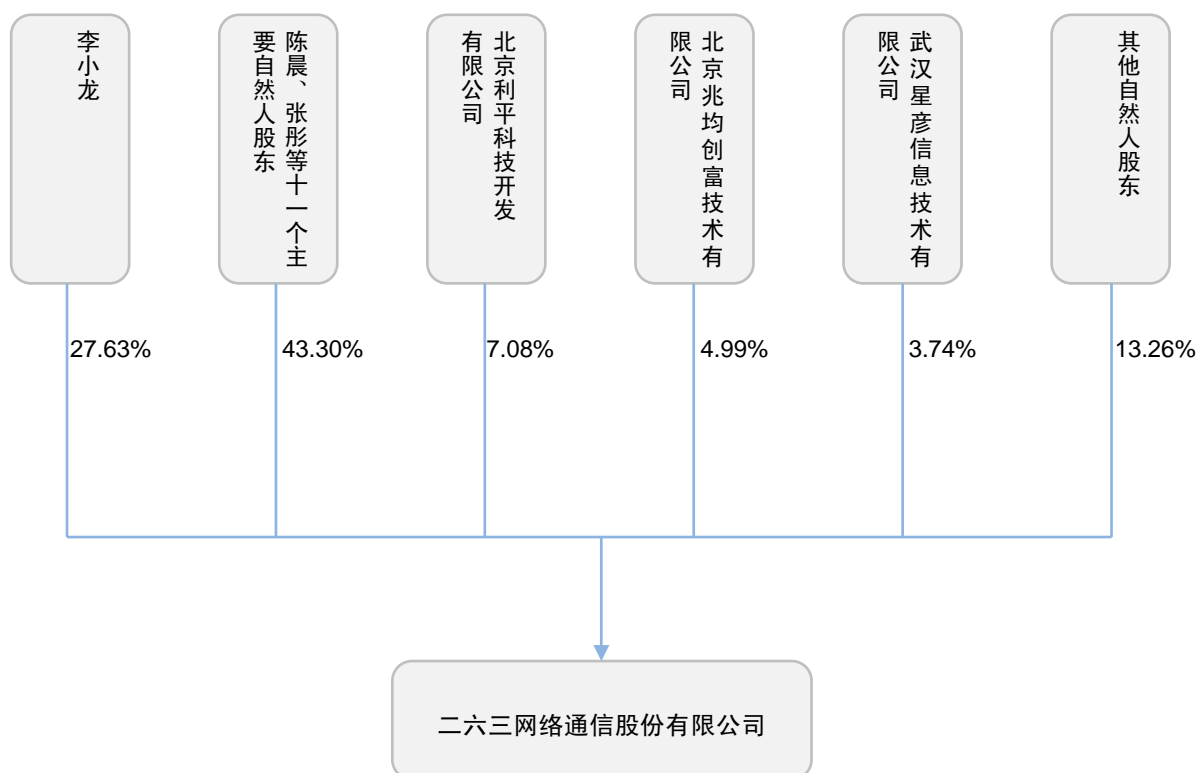 李小龙
陈晨、张彤等十一个主
要自然人股东
北京利平科技开发
有限公司
北京兆均创富技术有
限公司
武汉星彦信息技术有
限公司
其他自然人股东
27.63%
43.30%
7.08%
4.99%
3.74%
13.26%
二六三网络通信股份有限公司